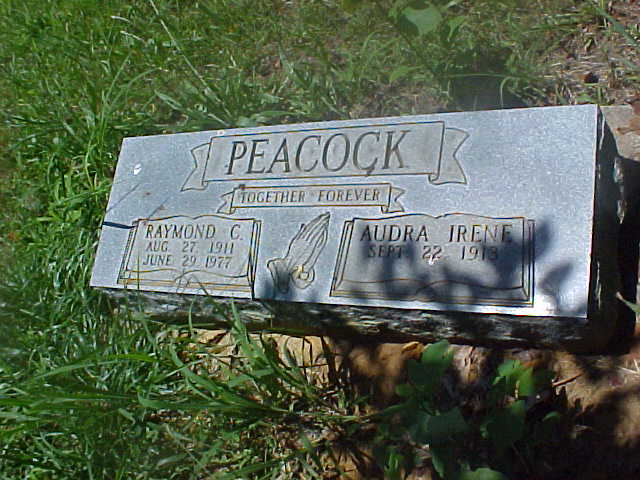 PEACOCK
TOGETHER FOREVER
RAYMOND C.
AUG. 27, 1911
JUNE 29, 1977
AUDRA IRENE
SEPT. 22, 1913